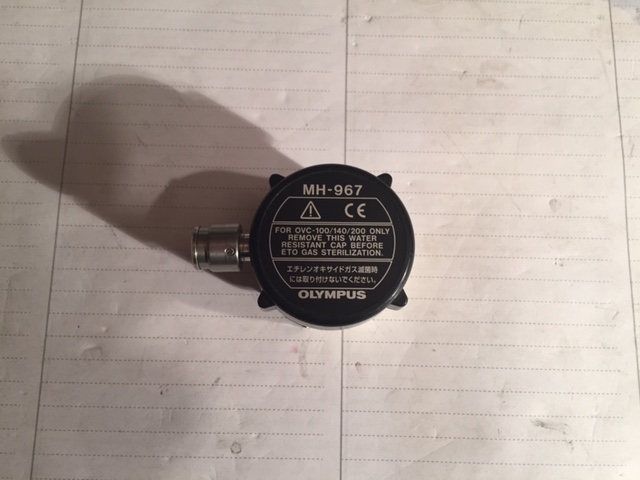 MH-967
CE
FOR OVC-100/140/200 ONLY
REMOVE THIS WATER
RESISTANT CAP BEFORE
ETO GAS STERILIZATION.
エチレンオキサイドガス滅菌時
には取り付けないでください。
OLYMPUS